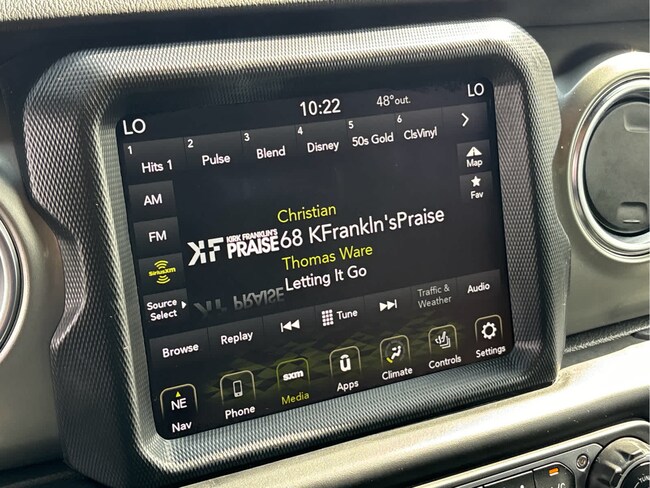 10:22
48°out.
LO
LO
1 Hits 1
2 Pulse
3 Blend
4 Disney
5 50s Gold
6 ClsVinyl
AM
FM
SiriusXM
Source
Select
Map
Fav
Christian
KF KIRK FRANKLIN'S
PRAISE
68 KFrankln'sPraise
Thomas Ware
Letting It Go
Browse
Replay
Tune
Traffic &
Weather
Audio
NE
Nav
Phone
sxm
Media
Apps
Climate
Controls
Settings